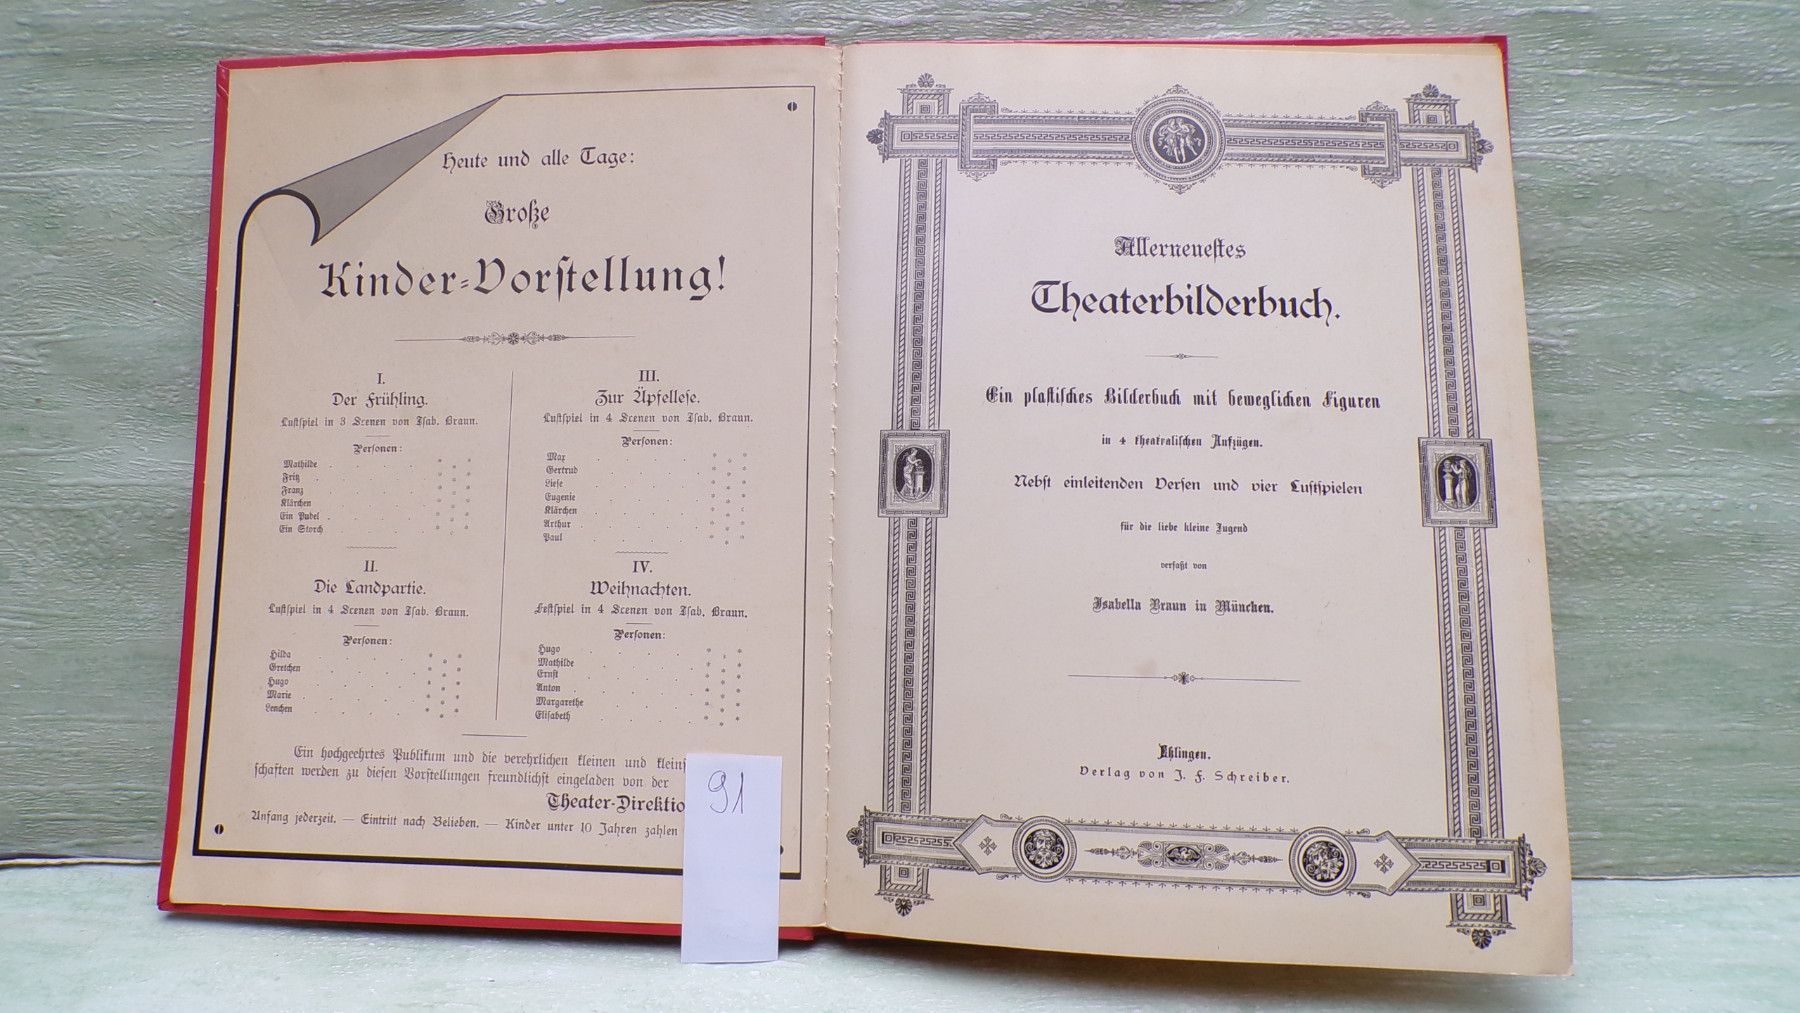 Heute und alle Tage:
Große
Kinder-Vorstellung!
I.
Der Frühling.
Lustspiel in 3 Scenen von Isab. Braun.
Personen:
Mathilde
Fritz
Franz
Klärchen
Ein Pudel
Ein Storch
II.
Die Landpartie.
Lustspiel in 4 Scenen von Isab. Braun.
Personen:
Hilda
Gretchen
Hugo
Marie
Lenchen
III.
Zur Äpfellese.
Lustspiel in 4 Scenen von Isab. Braun.
Personen:
Max
Gertrud
Liese
Eugenie
Klärchen
Arthur
Paul
IV.
Weihnachten.
Festspiel in 4 Scenen von Isab. Braun.
Personen:
Hugo
Mathilde
Ernst
Anton
Margarethe
Elisabeth
Ein hochgeehrtes Publikum und die verehrlichen kleinen und
schaften werden zu diesen Vorstellungen freundlichst eingeladen von der
Theater-Direktio
Anfang jederzeit. — Eintritt nach Belieben. — Kinder unter 10 Jahren zahlen
91
Allerneuestes
Theaterbilderbuch.
Ein plastisches Bilderbuch mit beweglichen Figuren
in 4 theatralischen Aufzügen.
Nebst einleitenden Versen und vier Lustspielen
für die liebe kleine Jugend
verfaßt von
Isabella Braun in München.
Eßlingen.
Verlag von J. F. Schreiber.